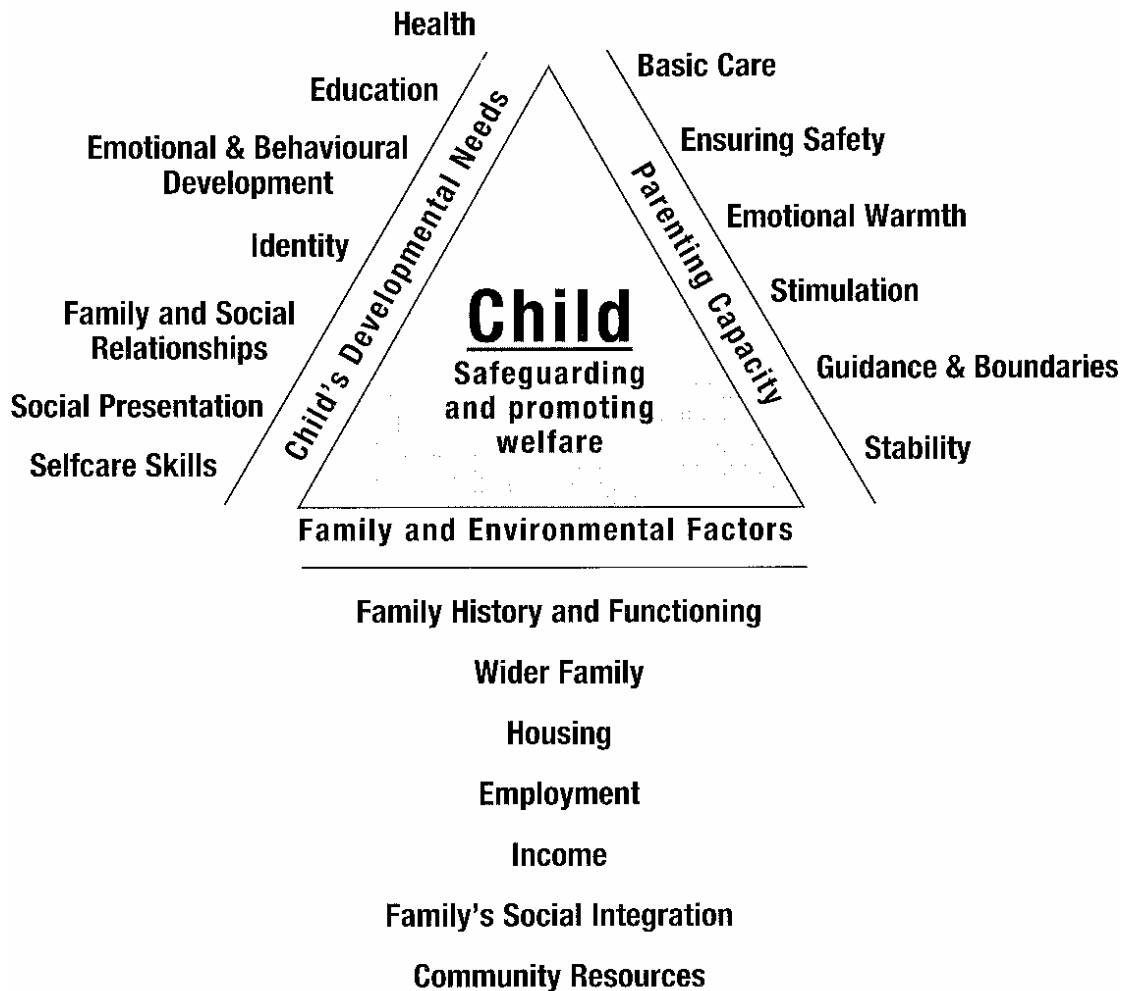 Health
Education
Emotional & Behavioural
Development
Identity
Family and Social
Relationships
Social Presentation
Selfcare Skills
Child's Developmental Needs
Basic Care
Ensuring Safety
Emotional Warmth
Stimulation
Guidance & Boundaries
Stability
Parenting Capacity
Child
Safeguarding
and promoting
welfare
Family and Environmental Factors
Family History and Functioning
Wider Family
Housing
Employment
Income
Family's Social Integration
Community Resources